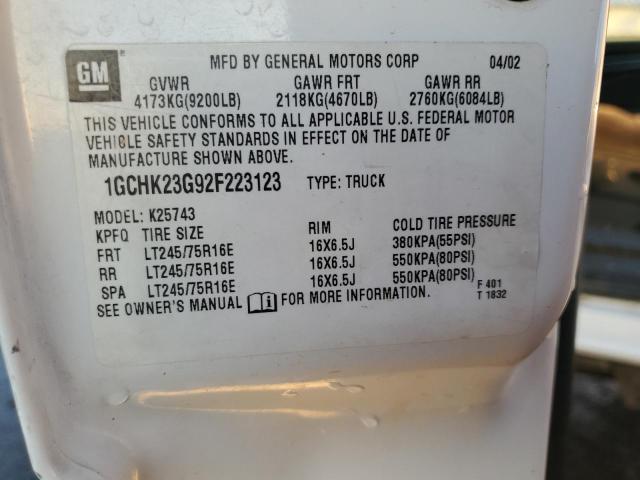 GM MFD BY GENERAL MOTORS CORP 04/02
GVWR GAWR FRT GAWR RR
4173KG(9200LB) 2118KG(4670LB) 2760KG(6084LB)
THIS VEHICLE CONFORMS TO ALL APPLICABLE U.S. FEDERAL MOTOR
VEHICLE SAFETY STANDARDS IN EFFECT ON THE DATE OF
MANUFACTURE SHOWN ABOVE.
1GCHK23G92F223123 TYPE: TRUCK
MODEL: K25743
KPFQ TIRE SIZE RIM COLD TIRE PRESSURE
FRT LT245/75R16E 16X6.5J 380KPA(55PSI)
RR LT245/75R16E 16X6.5J 550KPA(80PSI)
SPA LT245/75R16E 16X6.5J 550KPA(80PSI)
SEE OWNER'S MANUAL FOR MORE INFORMATION.
F 401
T 1832